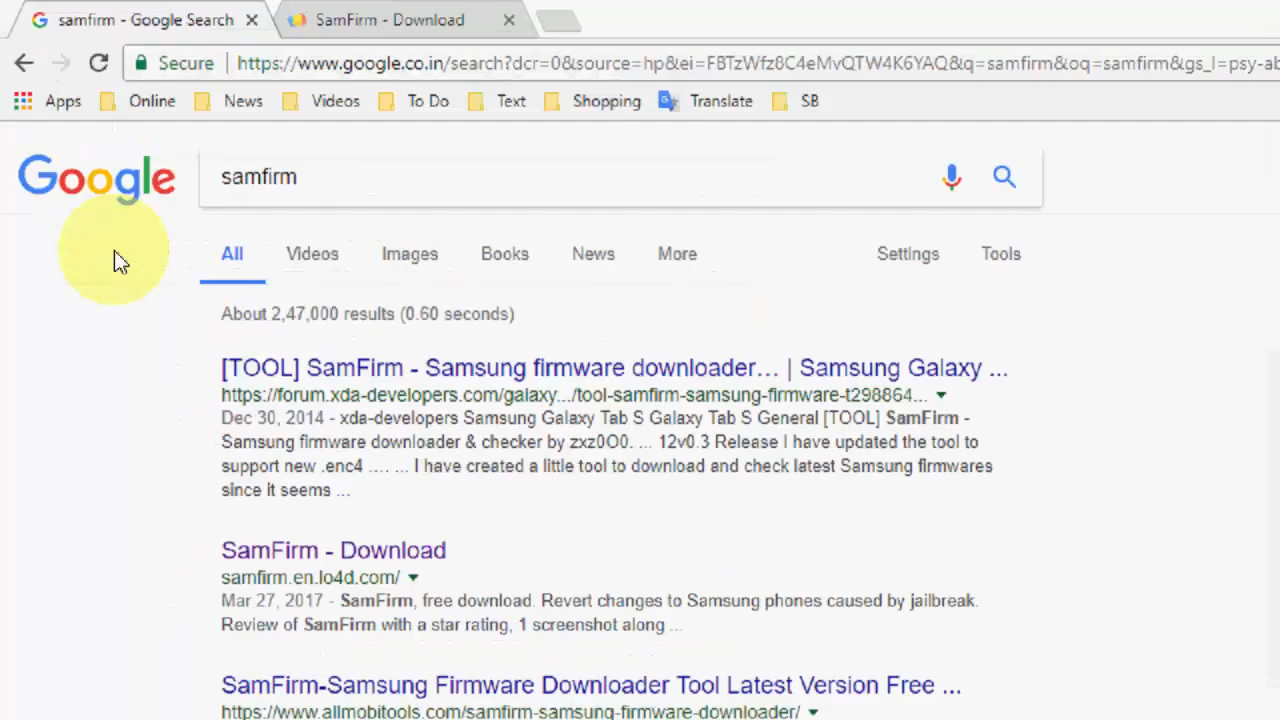 samfirm - Google Search
SamFirm - Download
Secure
https://www.google.co.in/search?dcr=0&source=hp&ei=F8TzWfz8C4eMvQTW4K6YAQ&q=samfirm&oq=samfirm&gs_l=psy-ab
Apps Online News Videos To Do Text Shopping Translate SB
Google
samfirm
All Videos Images Books News More Settings Tools
About 2,47,000 results (0.60 seconds)
[TOOL] SamFirm - Samsung firmware downloader… | Samsung Galaxy ...
https://forum.xda-developers.com/galaxy.../tool-samfirm-samsung-firmware-t298864...
Dec 30, 2014 - xda-developers Samsung Galaxy Tab S Galaxy Tab S General [TOOL] SamFirm -
Samsung firmware downloader & checker by zxz0O0. ... 12v0.3 Release I have updated the tool to
support new .enc4 .... ... I have created a little tool to download and check latest Samsung firmwares
since it seems ...
SamFirm - Download
samfirm.en.lo4d.com/
Mar 27, 2017 - SamFirm, free download. Revert changes to Samsung phones caused by jailbreak.
Review of SamFirm with a star rating, 1 screenshot along ...
SamFirm-Samsung Firmware Downloader Tool Latest Version Free ...
https://www.allmobitools.com/samfirm-samsung-firmware-downloader/